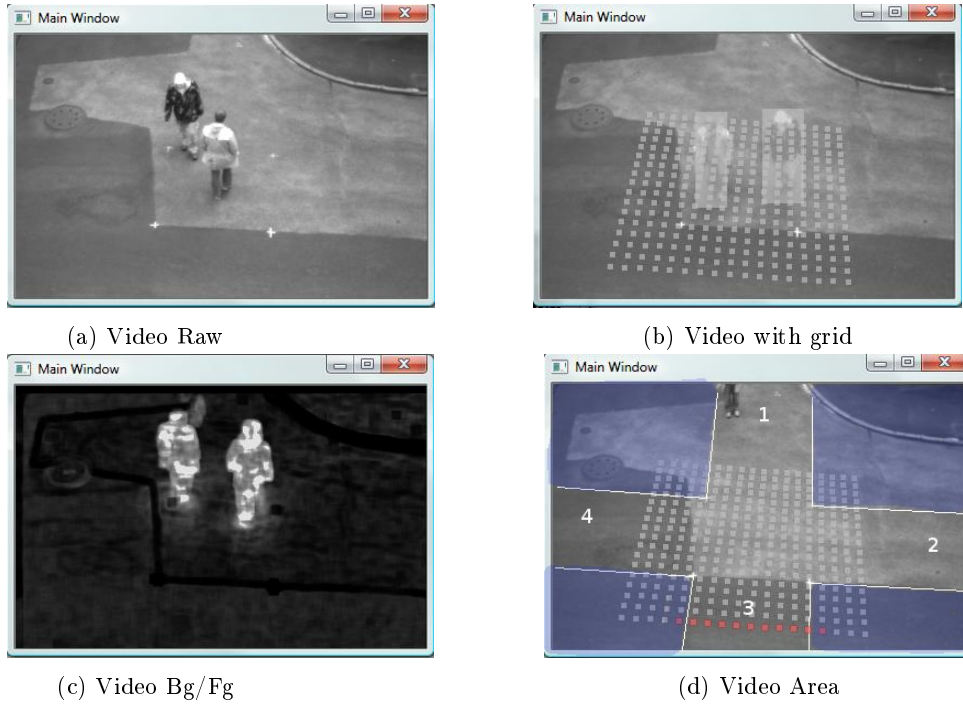 Main Window
Main Window
(a) Video Raw
(b) Video with grid
Main Window
Main Window
1
4
2
3
(c) Video Bg/Fg
(d) Video Area